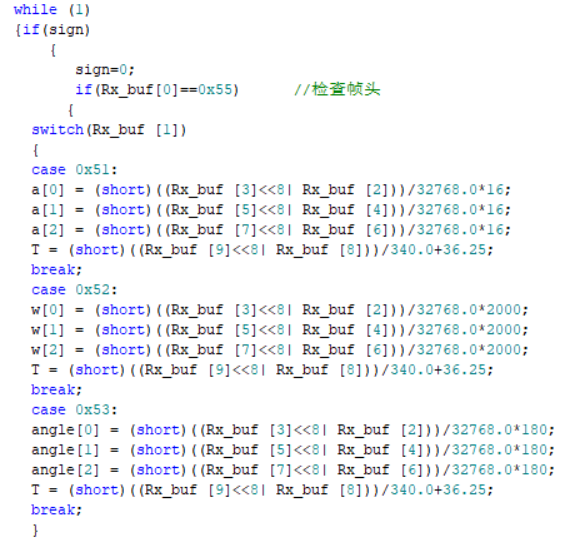 while (1)
{if(sign)
{
sign=0;
if(Rx_buf[0]==0x55) //检查帧头
{
switch(Rx_buf [1])
{
case 0x51:
a[0] = (short)((Rx_buf [3]<<8| Rx_buf [2]))/32768.0*16;
a[1] = (short)((Rx_buf [5]<<8| Rx_buf [4]))/32768.0*16;
a[2] = (short)((Rx_buf [7]<<8| Rx_buf [6]))/32768.0*16;
T = (short)((Rx_buf [9]<<8| Rx_buf [8]))/340.0+36.25;
break;
case 0x52:
w[0] = (short)((Rx_buf [3]<<8| Rx_buf [2]))/32768.0*2000;
w[1] = (short)((Rx_buf [5]<<8| Rx_buf [4]))/32768.0*2000;
w[2] = (short)((Rx_buf [7]<<8| Rx_buf [6]))/32768.0*2000;
T = (short)((Rx_buf [9]<<8| Rx_buf [8]))/340.0+36.25;
break;
case 0x53:
angle[0] = (short)((Rx_buf [3]<<8| Rx_buf [2]))/32768.0*180;
angle[1] = (short)((Rx_buf [5]<<8| Rx_buf [4]))/32768.0*180;
angle[2] = (short)((Rx_buf [7]<<8| Rx_buf [6]))/32768.0*180;
T = (short)((Rx_buf [9]<<8| Rx_buf [8]))/340.0+36.25;
break;
}